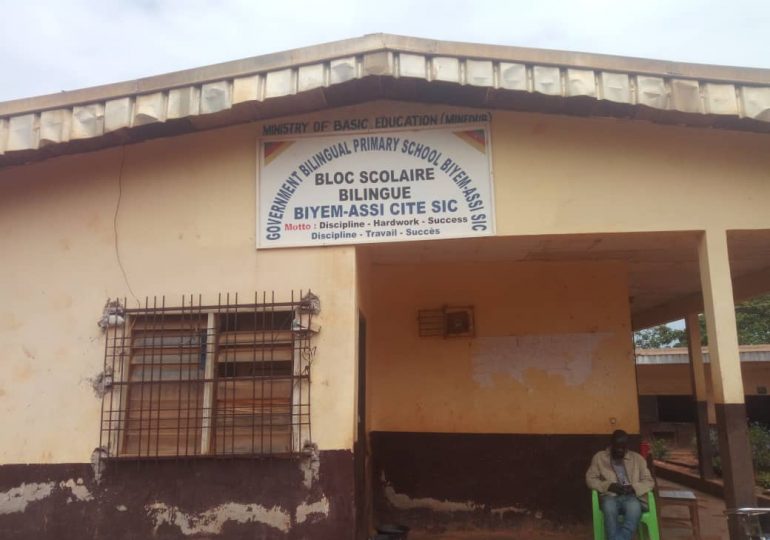 MINISTRY OF BASIC EDUCATION (MINEDUB)
GOVERNMENT BILINGUAL PRIMARY SCHOOL BIYEM-ASSI SIC
BLOC SCOLAIRE
BILINGUE
BIYEM-ASSI CITE SIC
Motto : Discipline - Hardwork - Success
Discipline - Travail - Succès